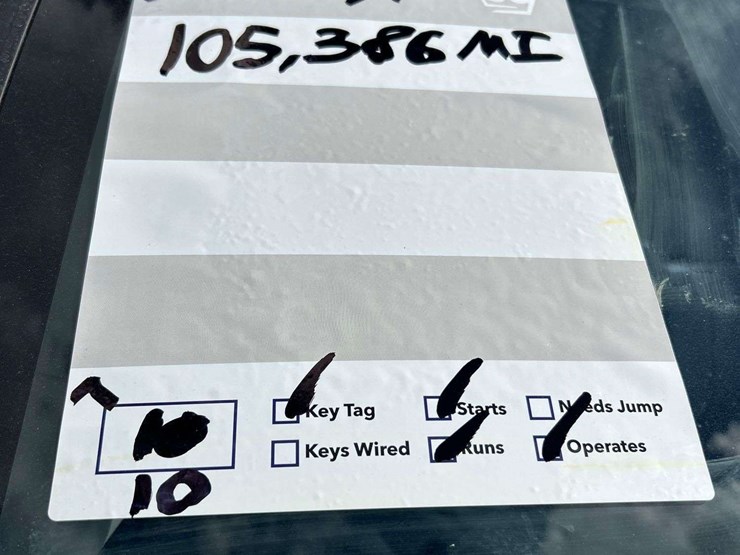 105,386 MI
Key Tag Starts Needs Jump
10 Keys Wired Runs Operates
10